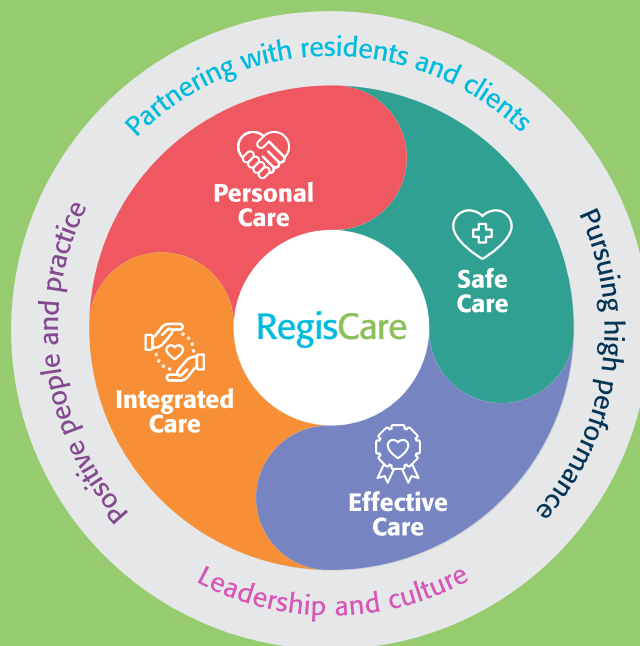 Partnering with residents and clients
Personal
Care
Safe
Care
RegisCare
Integrated
Care
Effective
Care
Positive people and practice
Pursuing high performance
Leadership and culture